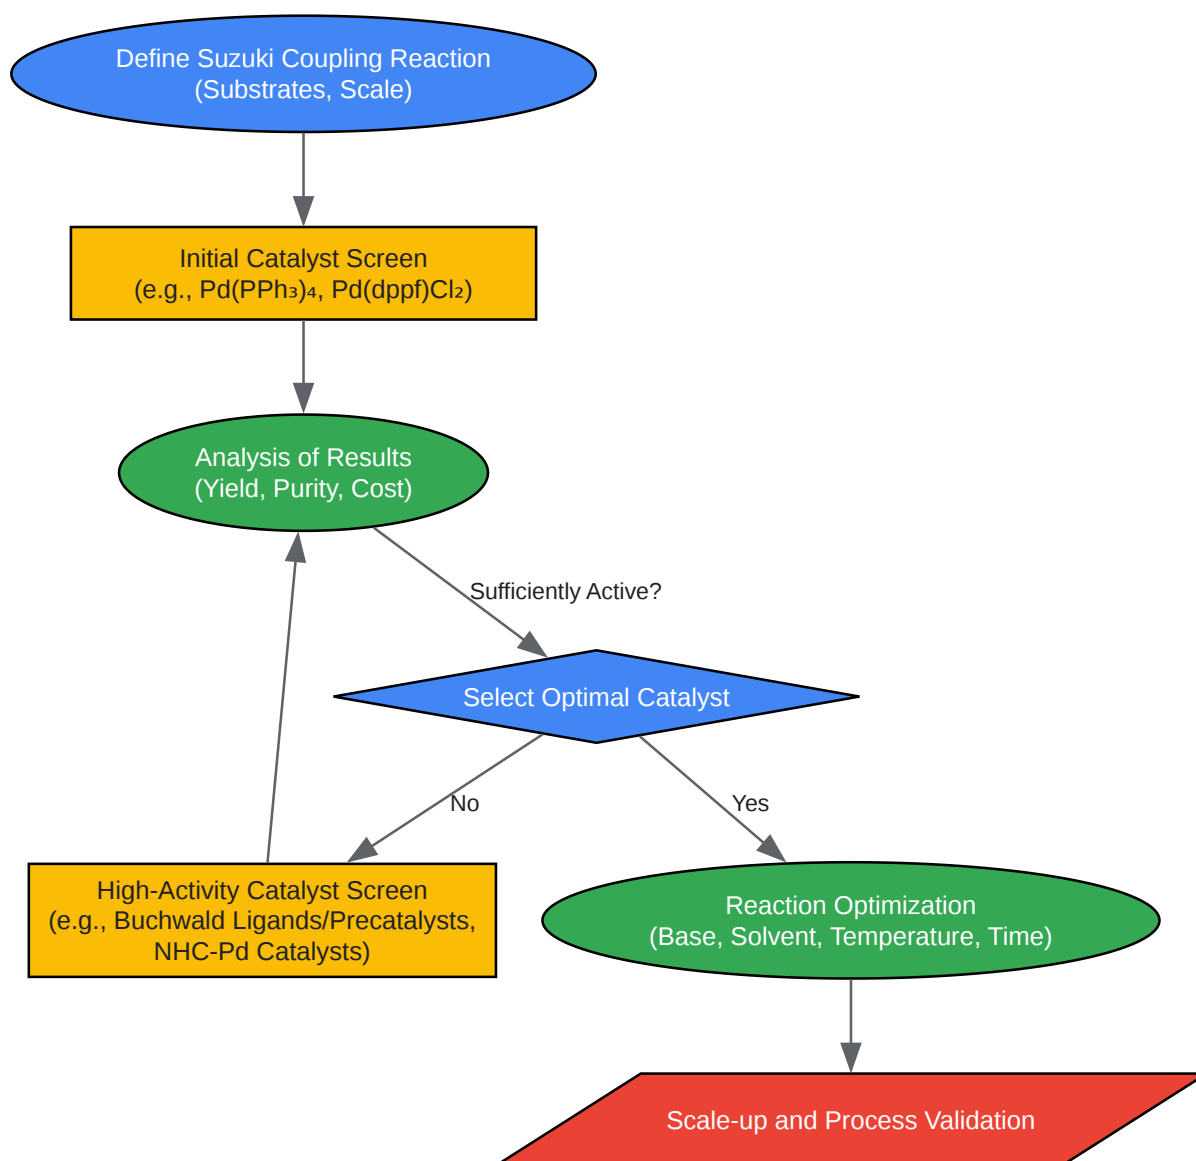 Define Suzuki Coupling Reaction
(Substrates, Scale)
Initial Catalyst Screen
(e.g., Pd(PPh₃)₄, Pd(dppf)Cl₂)
Analysis of Results
(Yield, Purity, Cost)
Sufficiently Active?
Select Optimal Catalyst
No
Yes
High-Activity Catalyst Screen
(e.g., Buchwald Ligands/Precatalysts,
NHC-Pd Catalysts)
Reaction Optimization
(Base, Solvent, Temperature, Time)
Scale-up and Process Validation